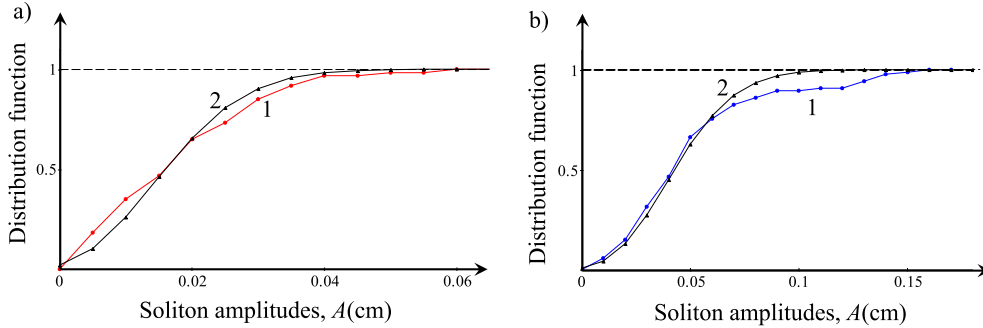 a)
Distribution function
1
0.5
2
1
0
0.02
0.04
0.06
Soliton amplitudes, A(cm)
b)
Distribution function
1
0.5
2
1
0
0.05
0.1
0.15
Soliton amplitudes, A(cm)